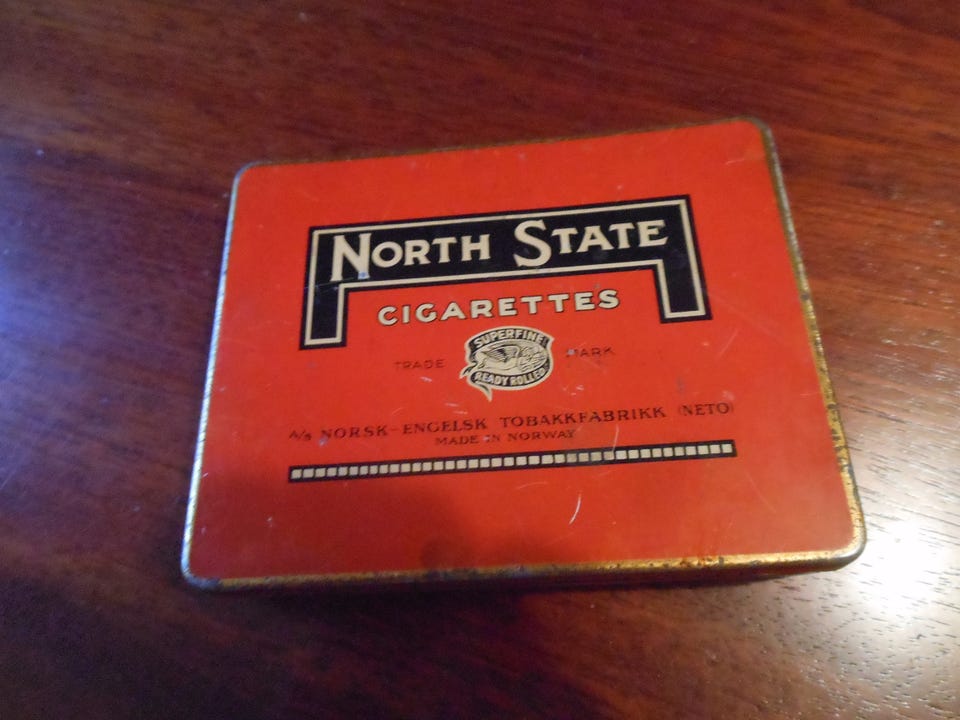 NORTH STATE
CIGARETTES
SUPERFINE
TRADE MARK
READY ROLLED
A/S NORSK-ENGELSK TOBAKKFABRIKK (NETO)
MADE IN NORWAY